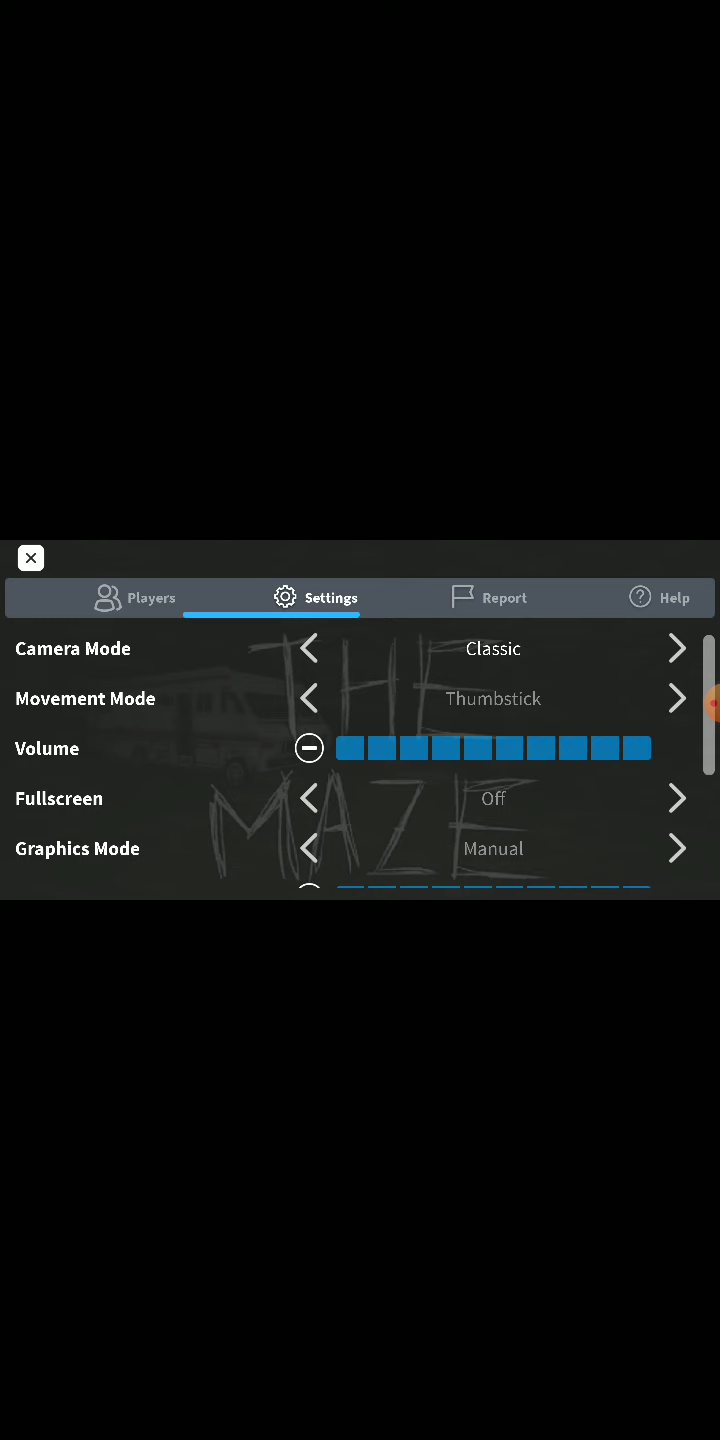 Players Settings Report Help
Camera Mode Classic
Movement Mode Thumbstick
Volume
Fullscreen Off
Graphics Mode Manual
THE
MAZE